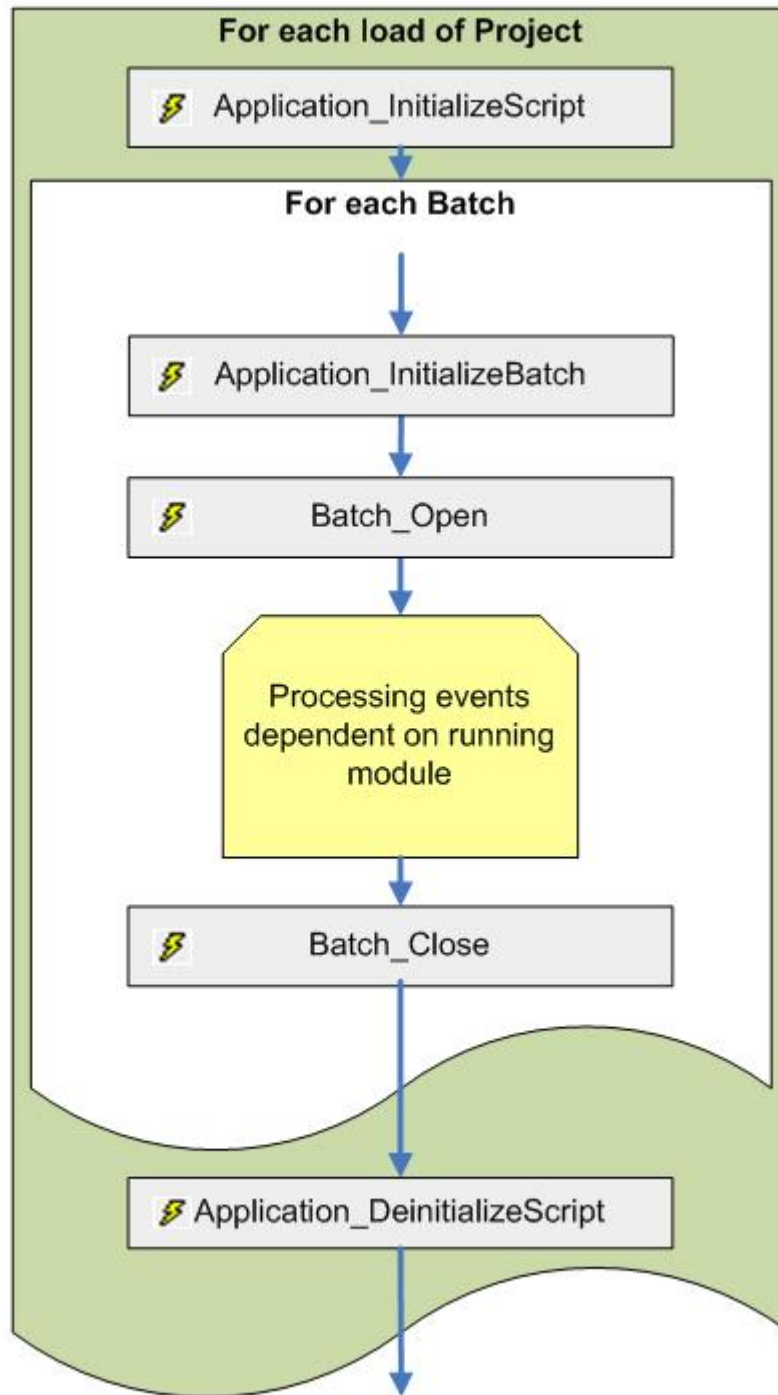 For each load of Project
Application_InitializeScript
For each Batch
Application_InitializeBatch
Batch_Open
Processing events
dependent on running
module
Batch_Close
Application_DeinitializeScript